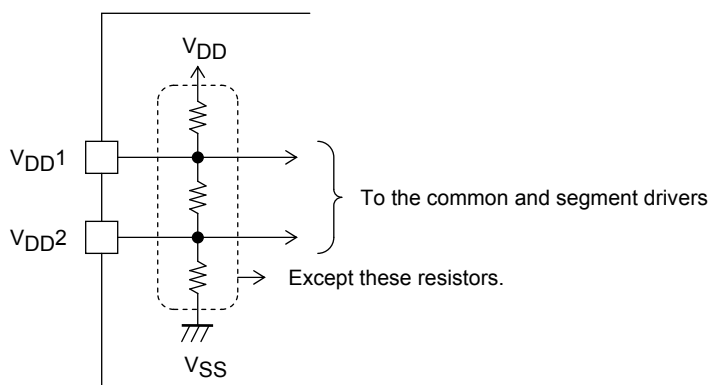 VDD
VDD1
To the common and segment drivers
VDD2
Except these resistors.
VSS